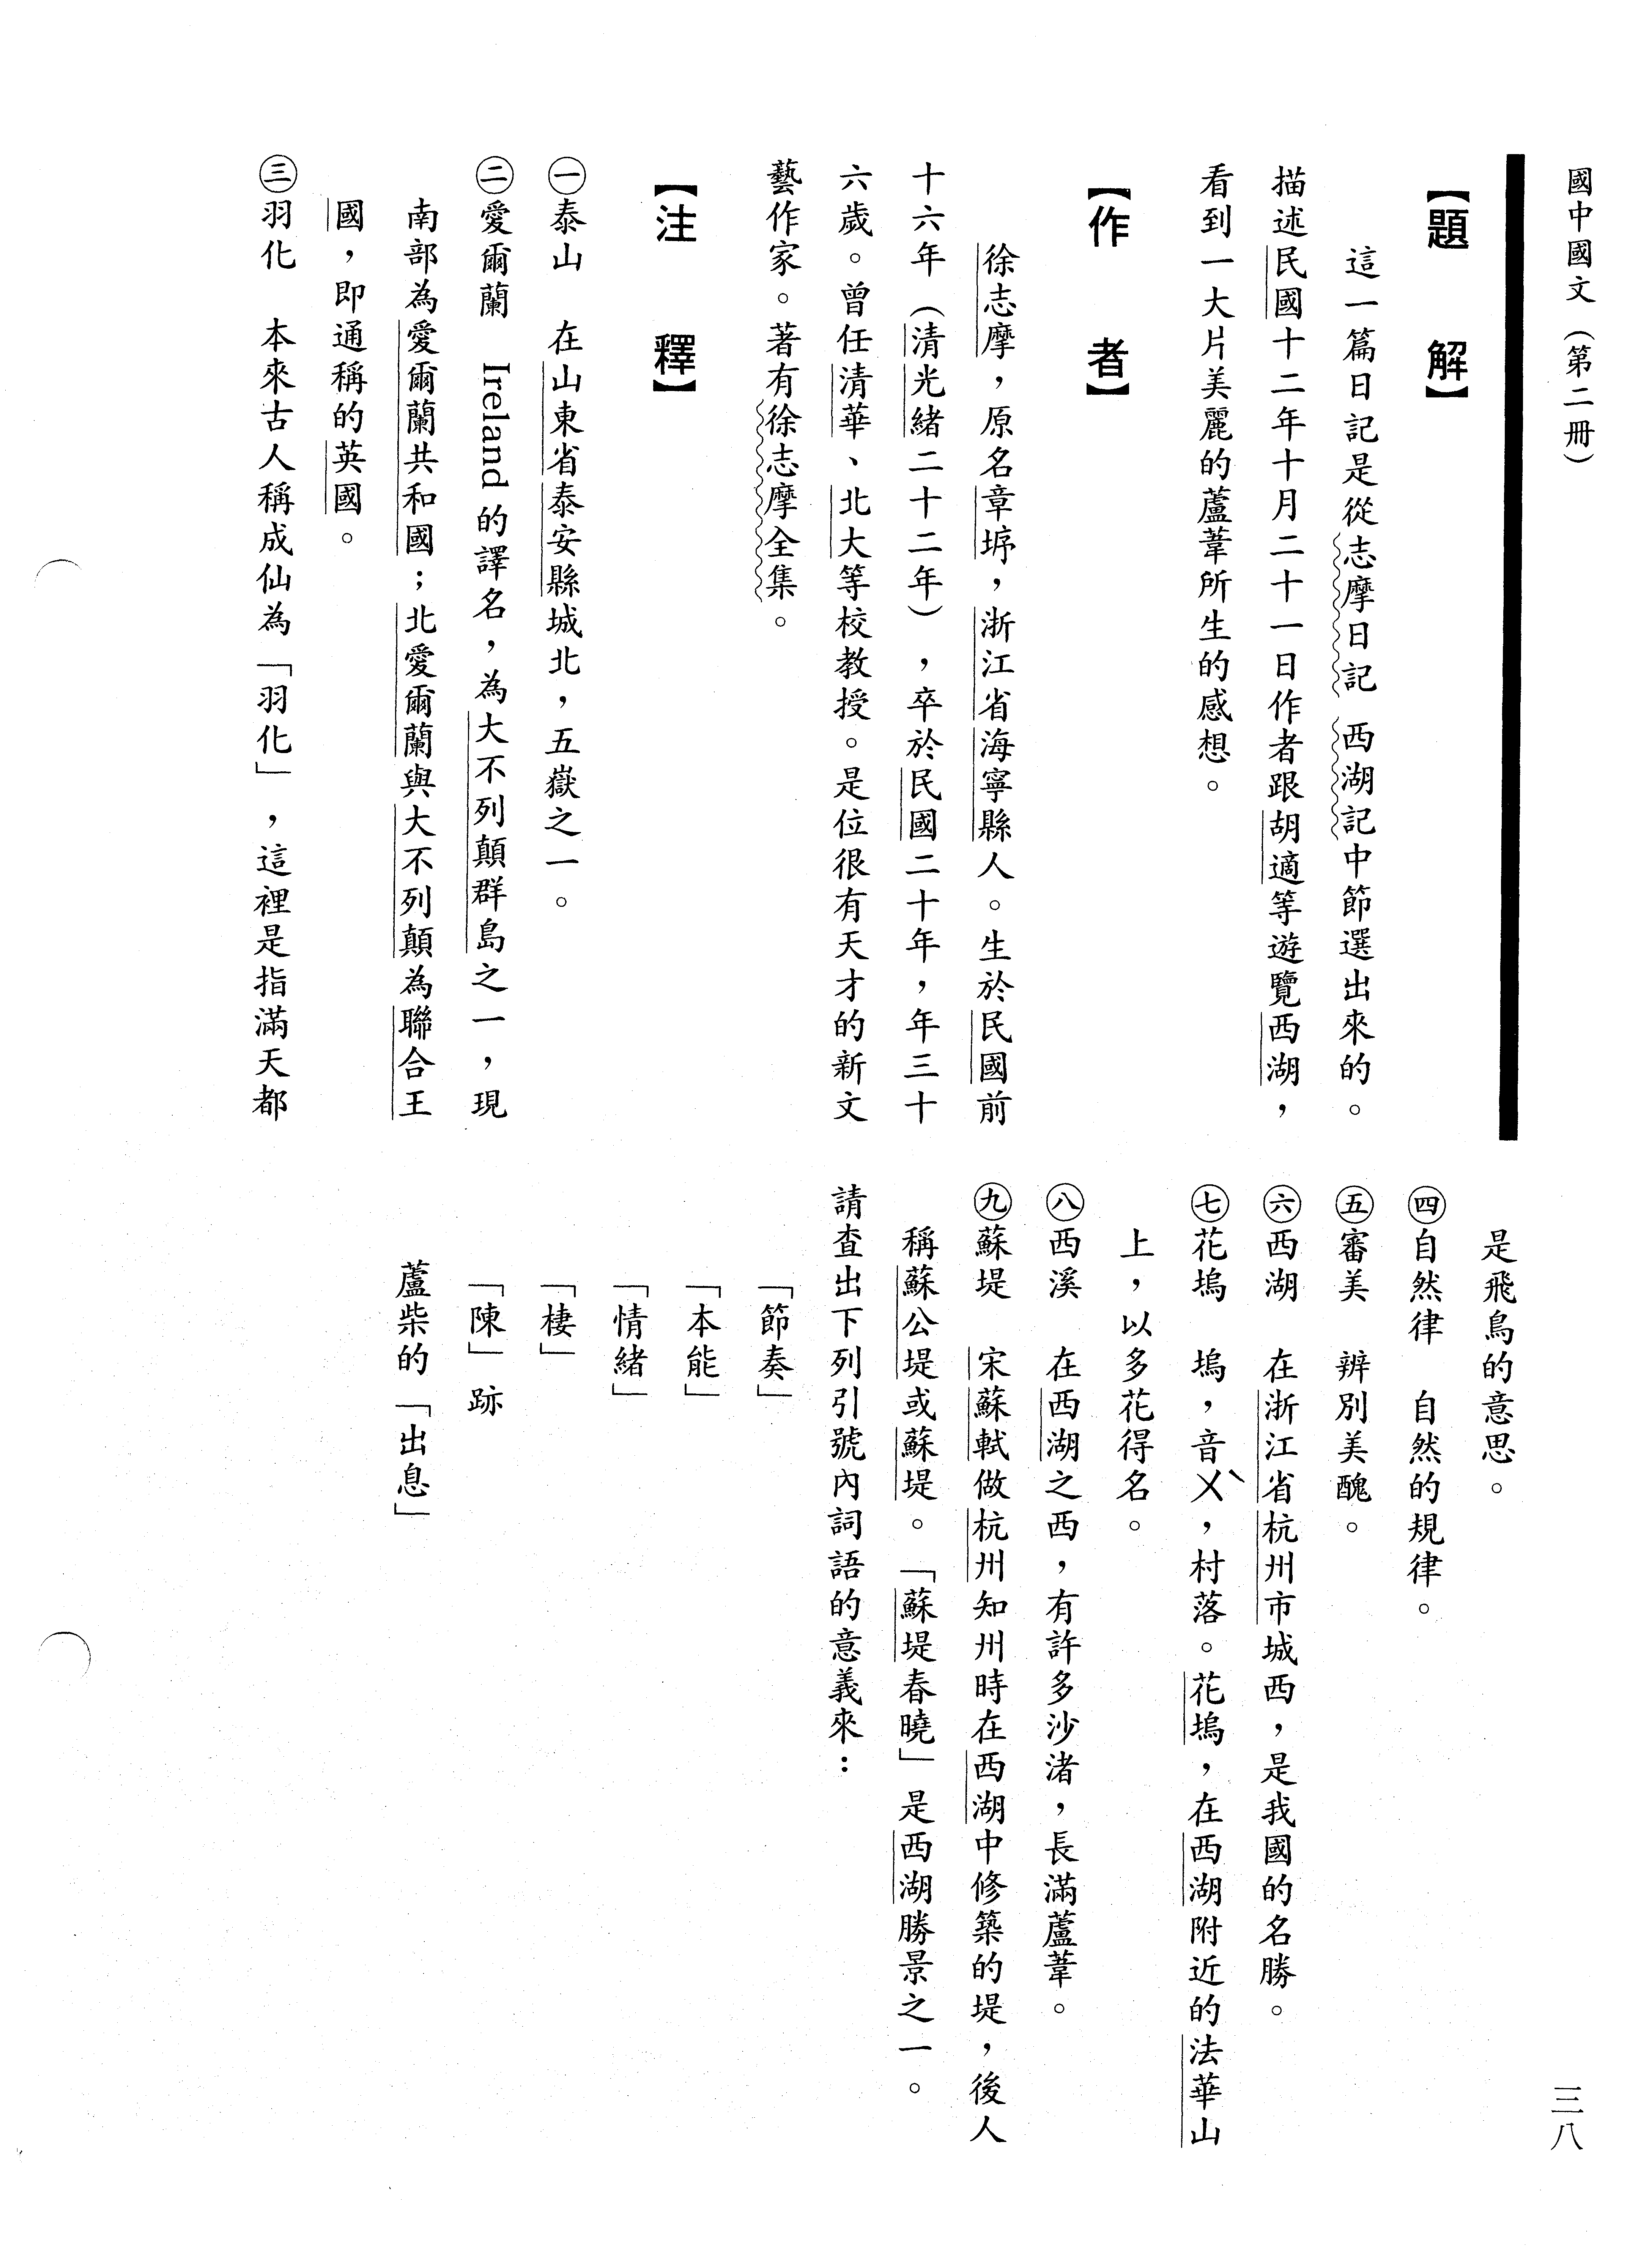 國中國文（第二冊）
【題　解】
這一篇日記是從志摩日記　西湖記中節選出來的。
描述民國十二年十月二十一日作者跟胡適等遊覽西湖，
看到一大片美麗的蘆葦所生的感想。
【作　者】
徐志摩，原名章垿，浙江省海寧縣人。生於民國前
十六年（清光緒二十二年），卒於民國二十年，年三十
六歲。曾任清華、北大等校教授。是位很有天才的新文
藝作家。著有徐志摩全集。
【注　釋】
㊀泰山　在山東省泰安縣城北，五嶽之一。
㊁愛爾蘭　Ireland 的譯名，為大不列顛群島之一，現
南部為愛爾蘭共和國；北愛爾蘭與大不列顛為聯合王
國，即通稱的英國。
㊂羽化　本來古人稱成仙為「羽化」，這裡是指滿天都
是飛鳥的意思。
㊃自然律　自然的規律。
㊄審美　辨別美醜。
㊅西湖　在浙江省杭州市城西，是我國的名勝。
㊆花塢　塢，音ㄨˋ，村落。花塢，在西湖附近的法華山
上，以多花得名。
㊇西溪　在西湖之西，有許多沙渚，長滿蘆葦。
㊈蘇堤　宋蘇軾做杭州知州時在西湖中修築的堤，後人
稱蘇公堤或蘇堤。「蘇堤春曉」是西湖勝景之一。
請查出下列引號內詞語的意義來：
「節奏」
「本能」
「情緒」
「棲」
「陳」跡
蘆柴的「出息」
三八